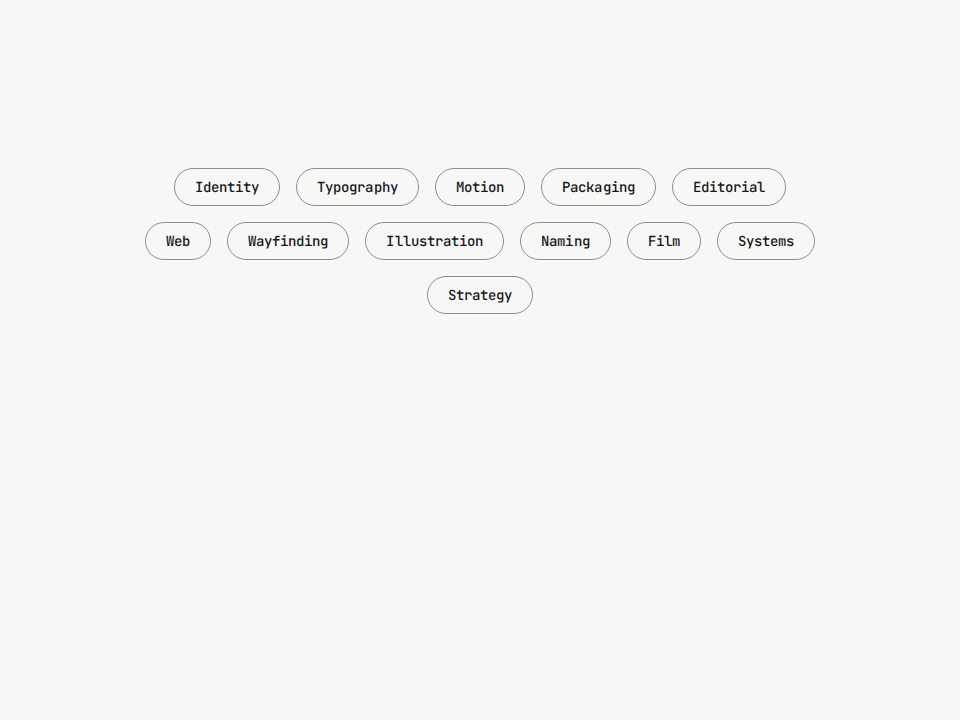 Identity Typography Motion Packaging Editorial
Web Wayfinding Illustration Naming Film Systems
Strategy